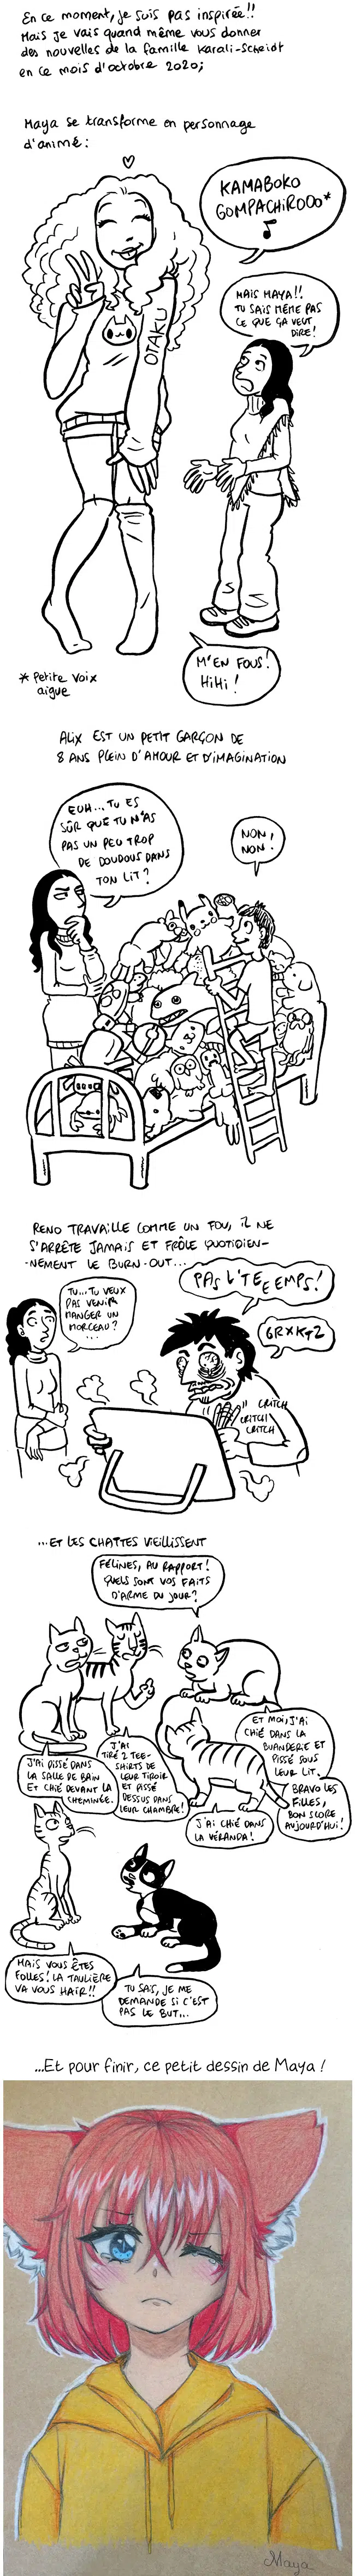 En ce moment, je suis pas inspirée!!
Mais je vais quand même vous donner
des nouvelles de la famille Karali-Scheidt
en ce mois d'octobre 2020;
Maya se transforme en personnage
d'animé:
KAMABOKO
GOMPACHIROOo*
♪
MAIS MAYA!!
TU SAIS MÊME PAS
CE QUE ÇA VEUT
DIRE!
OTAKU
M'EN FOUS!
HiHi!
* Petite Voix
aigue
ALIX EST UN PETIT GARÇON DE
8 ANS PLEIN D'AMOUR ET D'IMAGINATION
EUH... TU ES
SÛR QUE TU N'AS
PAS UN PEU TROP
DE DOUDOUS DANS
TON LIT?
NON!
NON!
RENO TRAVAILLE COMME UN FOU, IL NE
S'ARRÊTE JAMAIS ET FRÔLE QUOTIDIEN-
-NEMENT LE BURN-OUT...
TU... TU VEUX
PAS VENIR
MANGER UN
MORCEAU?
...
PAS L'TEEEEMPS!
GRXKTZ
CRITCH
CRITCH!
CRITCH
...ET LES CHATTES VIEILLISSENT
FÉLINES, AU RAPPORT!
QUELS SONT VOS FAITS
D'ARME DU JOUR?
J'AI PISSÉ DANS
LA SALLE DE BAIN
ET CHIÉ DEVANT LA
CHEMINÉE.
J'AI
TIRÉ 2 TEE-
SHIRTS DE
LEUR TIROIR
ET PISSÉ
DESSUS DANS
LEUR CHAMBRE!
ET MOI, J'AI
CHIÉ DANS LA
BUANDERIE ET
PISSÉ SOUS
LEUR LIT.
J'AI CHIÉ DANS
LA VÉRANDA!
BRAVO LES
FILLES,
BON SCORE
AUJOURD'HUI!
MAIS VOUS ÊTES
FOLLES! LA TAULIÈRE
VA VOUS HAÏR!!
TU SAIS, JE ME
DEMANDE SI C'EST
PAS LE BUT...
...Et pour finir, ce petit dessin de Maya!
Maya